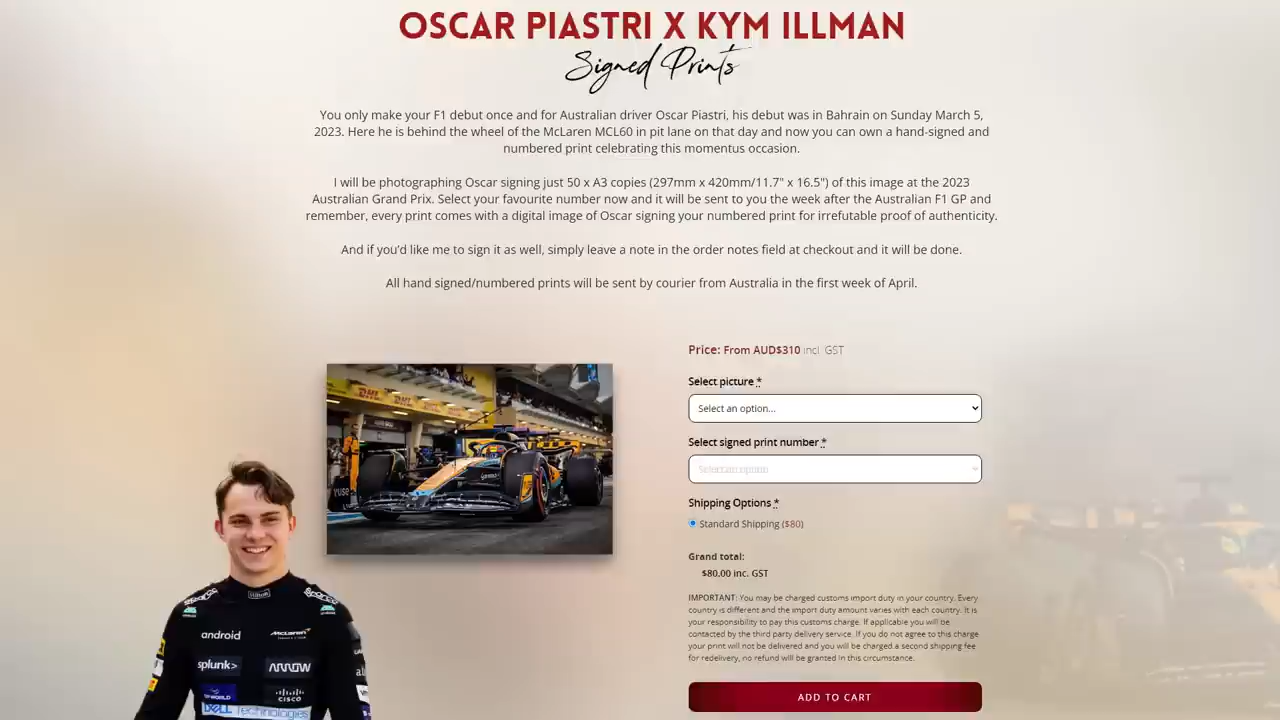 OSCAR PIASTRI X KYM ILLMAN
Signed Prints
You only make your F1 debut once and for Australian driver Oscar Piastri, his debut was in Bahrain on Sunday March 5,
2023. Here he is behind the wheel of the McLaren MCL60 in pit lane on that day and now you can own a hand-signed and
numbered print celebrating this momentus occasion.
I will be photographing Oscar signing just 50 x A3 copies (297mm x 420mm/11.7" x 16.5") of this image at the 2023
Australian Grand Prix. Select your favourite number now and it will be sent to you the week after the Australian F1 GP and
remember, every print comes with a digital image of Oscar signing your numbered print for irrefutable proof of authenticity.
And if you'd like me to sign it as well, simply leave a note in the order notes field at checkout and it will be done.
All hand signed/numbered prints will be sent by courier from Australia in the first week of April.
Price: From AUD$310 incl. GST
Select picture *
Select an option...
Select signed print number *
Select an option
Shipping Options *
Standard Shipping ($80)
Grand total:
$80.00 inc. GST
IMPORTANT: You may be charged customs import duty in your country. Every
country is different and the import duty amount varies with each country. It is
your responsibility to pay this customs charge. If applicable you will be
contacted by the third party delivery service. If you do not agree to this charge
your print will not be delivered and you will be charged a second shipping fee
for redelivery, no refund will be granted in this circumstance.
ADD TO CART
DHL
DHL
DHL
Hilton
android
McLaren
splunk>
ARROW
CISCO
DELL Technologies